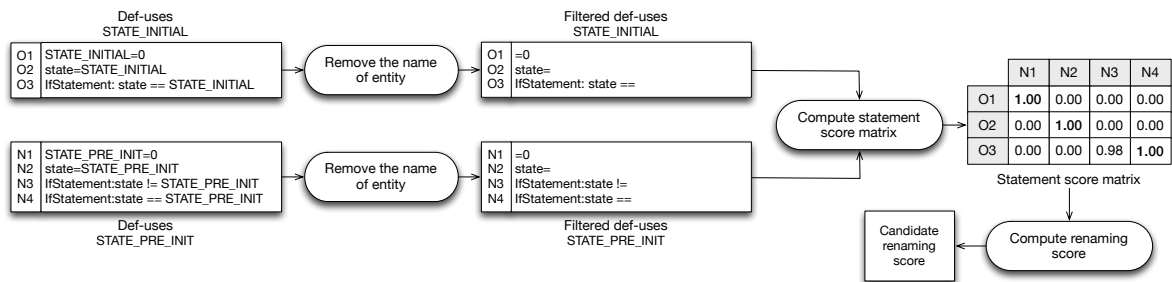 Def-uses
STATE_INITIAL
O1 STATE_INITIAL=0
O2 state=STATE_INITIAL
O3 IfStatement: state == STATE_INITIAL
Remove the name
of entity
Filtered def-uses
STATE_INITIAL
O1 =0
O2 state=
O3 IfStatement: state ==
N1 STATE_PRE_INIT=0
N2 state=STATE_PRE_INIT
N3 IfStatement:state != STATE_PRE_INIT
N4 IfStatement:state == STATE_PRE_INIT
Def-uses
STATE_PRE_INIT
Remove the name
of entity
N1 =0
N2 state=
N3 IfStatement:state !=
N4 IfStatement:state ==
Filtered def-uses
STATE_PRE_INIT
Compute statement
score matrix
N1 N2 N3 N4
O1 1.00 0.00 0.00 0.00
O2 0.00 1.00 0.00 0.00
O3 0.00 0.00 0.98 1.00
Statement score matrix
Compute renaming
score
Candidate
renaming
score